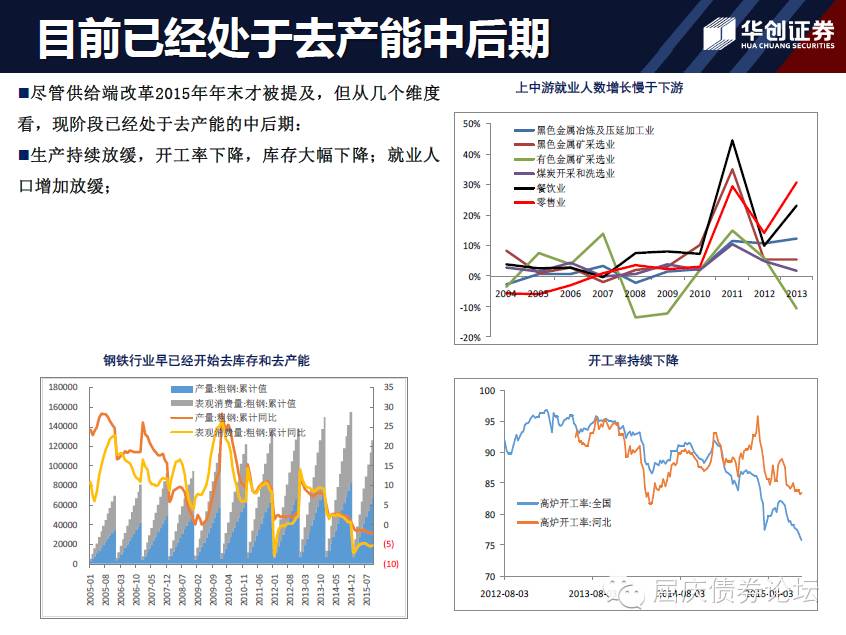 目前已经处于去产能中后期
华创证券
HUA CHUANG SECURITIES
■尽管供给端改革2015年年末才被提及，但从几个维度
看，现阶段已经处于去产能的中后期：
■生产持续放缓，开工率下降，库存大幅下降；就业人
口增加放缓；
上中游就业人数增长慢于下游
50%
40%
30%
20%
10%
0%
-10%
-20%
黑色金属冶炼及压延加工业
黑色金属矿采选业
有色金属矿采选业
煤炭开采和洗选业
餐饮业
零售业
2004 2005 2006 2007 2008 2009 2010 2011 2012 2013
钢铁行业早已经开始去库存和去产能
180000
160000
140000
120000
100000
80000
60000
40000
20000
0
产量:粗钢:累计值
表观消费量:粗钢:累计值
产量:粗钢:累计同比
表观消费量:粗钢:累计同比
35
30
25
20
15
10
5
0
(5)
(10)
2005-01 2005-08 2006-03 2006-10 2007-05 2007-12 2008-07 2009-02 2009-09 2010-04 2010-11 2011-06 2012-01 2012-08 2013-03 2013-10 2014-05 2014-12 2015-07
开工率持续下降
100
95
90
85
80
75
70
高炉开工率:全国
高炉开工率:河北
2012-08-03 2013-08-03 2014-08-03 2015-08-03
屈庆债券论坛